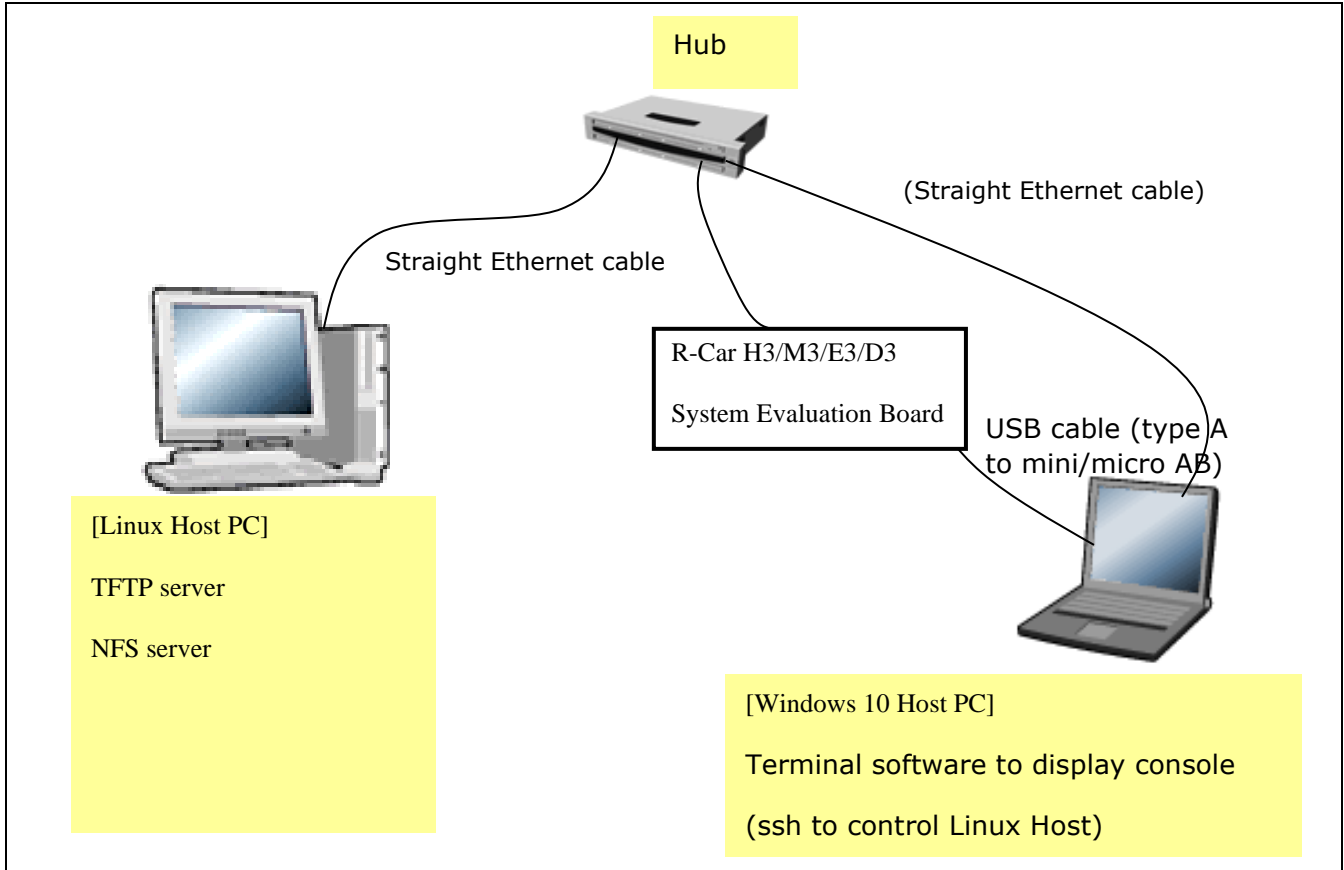 Hub
(Straight Ethernet cable)
Straight Ethernet cable
R-Car H3/M3/E3/D3
System Evaluation Board
USB cable (type A
to mini/micro AB)
[Linux Host PC]
TFTP server
NFS server
[Windows 10 Host PC]
Terminal software to display console
(ssh to control Linux Host)